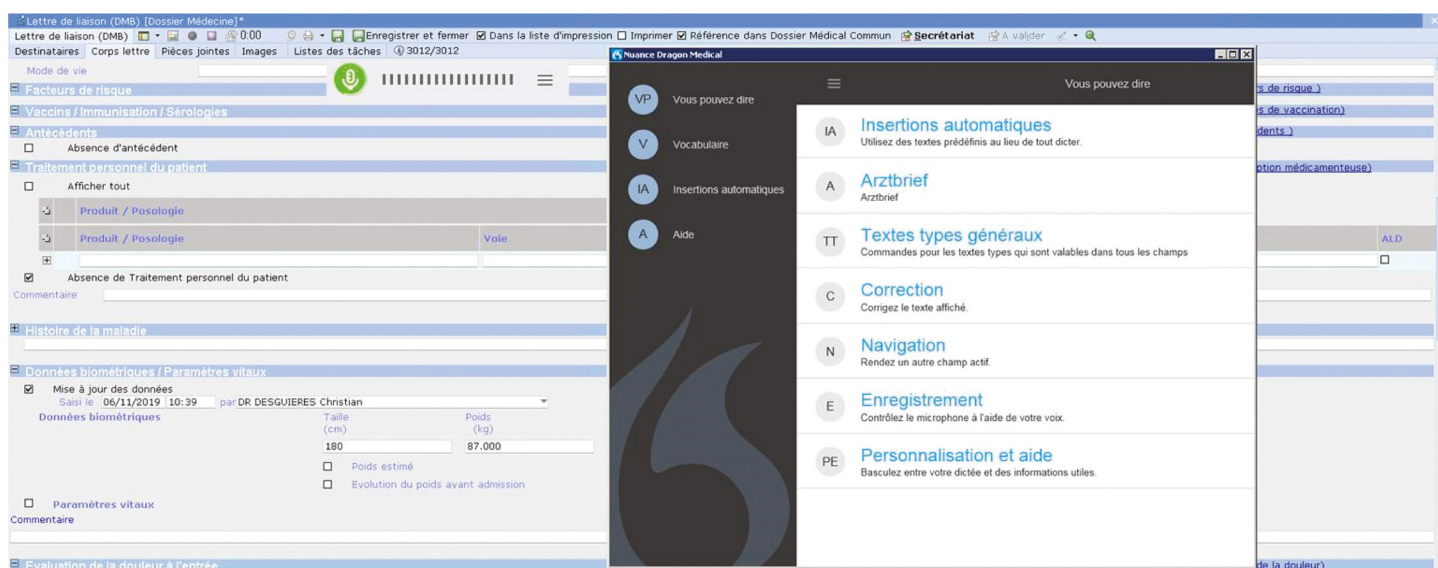 Lettre de liaison (DMB) [Dossier Médecine]*
Lettre de liaison (DMB) 0:00 Enregistrer et fermer Dans la liste d'impression Imprimer Référence dans Dossier Médical Commun Secrétariat A valider
Destinataires Corps lettre Pièces jointes Images Listes des tâches 3012/3012
Mode de vie
Facteurs de risque
s de risque )
Vaccins / Immunisation / Sérologies
s de vaccination)
Antécédents
dents )
Absence d'antécédent
Traitement personnel du patient
ption médicamenteuse)
Afficher tout
Produit / Posologie
Produit / Posologie Voie
ALD
Absence de Traitement personnel du patient
Commentaire
Histoire de la maladie
Données biométriques / Paramètres vitaux
Mise à jour des données
Saisi le 06/11/2019 10:39 par DR DESGUIERES Christian
Données biométriques Taille Poids
(cm) (kg)
180 87.000
Poids estimé
Evolution du poids avant admission
Paramètres vitaux
Commentaire
Evaluation de la douleur à l'entrée
de la douleur)
Nuance Dragon Medical
VP Vous pouvez dire
V Vocabulaire
IA Insertions automatiques
A Aide
Vous pouvez dire
IA Insertions automatiques
Utilisez des textes prédéfinis au lieu de tout dicter.
A Arztbrief
Arztbrief
TT Textes types généraux
Commandes pour les textes types qui sont valables dans tous les champs
C Correction
Corrigez le texte affiché.
N Navigation
Rendez un autre champ actif.
E Enregistrement
Contrôlez le microphone à l'aide de votre voix.
PE Personnalisation et aide
Basculez entre votre dictée et des informations utiles.